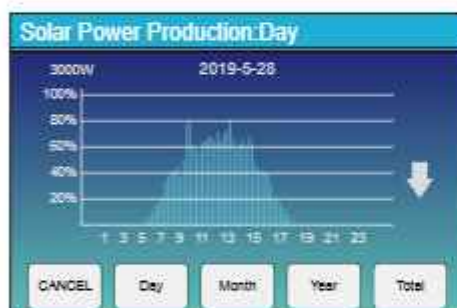 Solar Power Production:Day
3000W 2019-5-28
100%
80%
60%
40%
20%
1 3 5 7 9 11 13 15 17 19 21 23
CANCEL Day Month Year Total